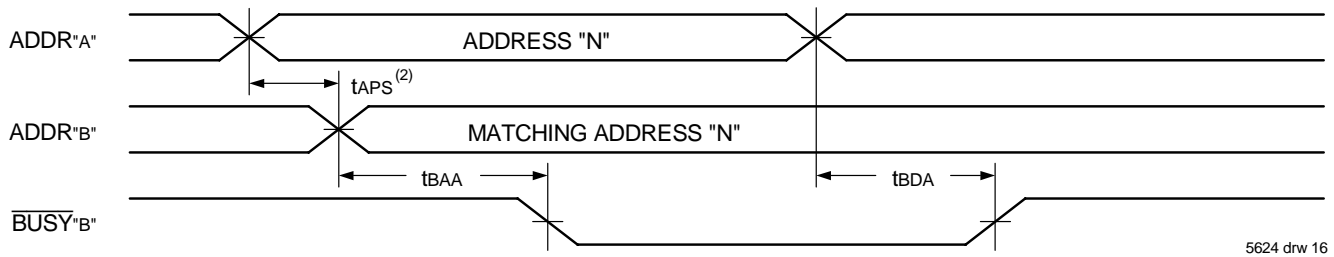 ADDR"A"
ADDRESS "N"
tAPS(2)
ADDR"B"
MATCHING ADDRESS "N"
tBAA
tBDA
BUSY"B"
5624 drw 16